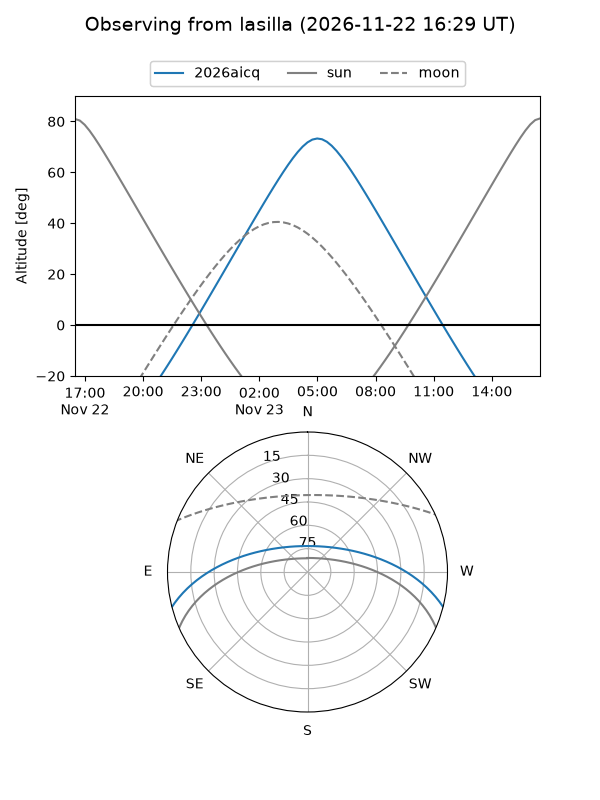 Observing from lasilla (2026-11-22 16:29 UT)
2026aicq sun moon
Altitude [deg]
80
60
40
20
0
−20
17:00 20:00 23:00 02:00 05:00 08:00 11:00 14:00
Nov 22 Nov 23
N
NE NW
15
30
45
60
75
E W
SE SW
S